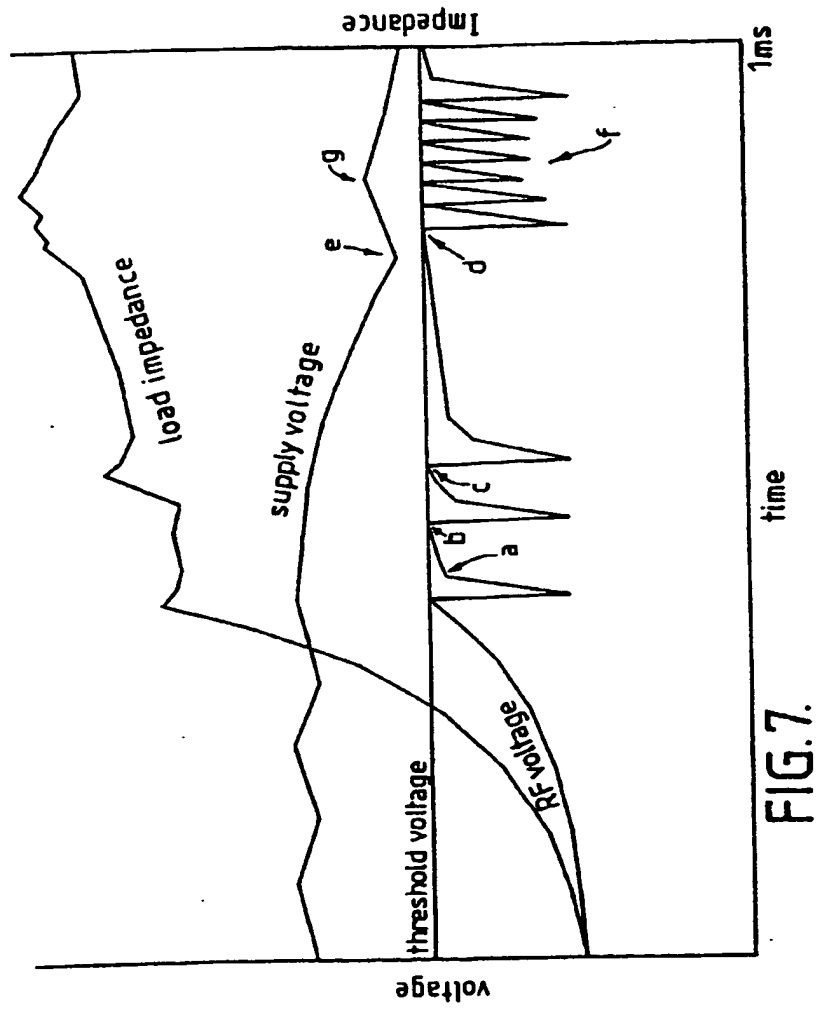 Impedance
voltage
load impedance
supply voltage
threshold voltage
RF voltage
a
b
c
d
e
f
g
time
1ms
FIG.7.